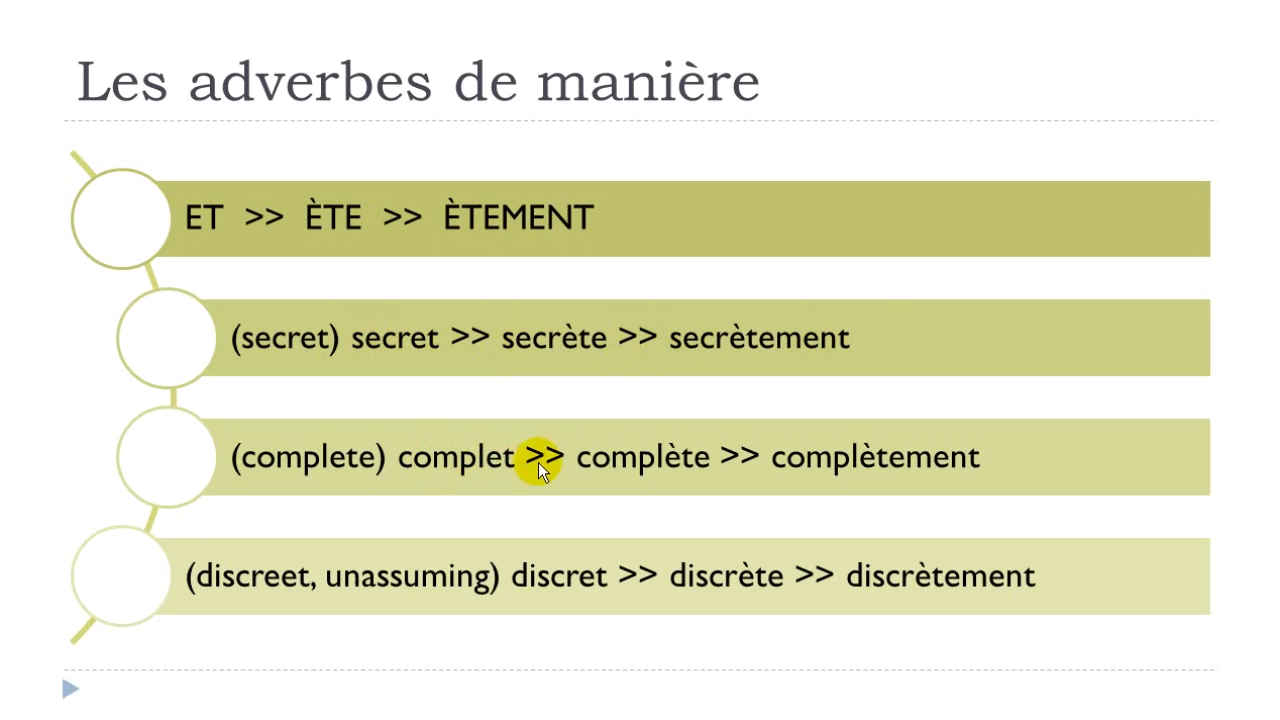 Les adverbes de manière
ET >> ÈTE >> ÈTEMENT
(secret) secret >> secrète >> secrètement
(complete) complet >> complète >> complètement
(discreet, unassuming) discret >> discrète >> discrètement